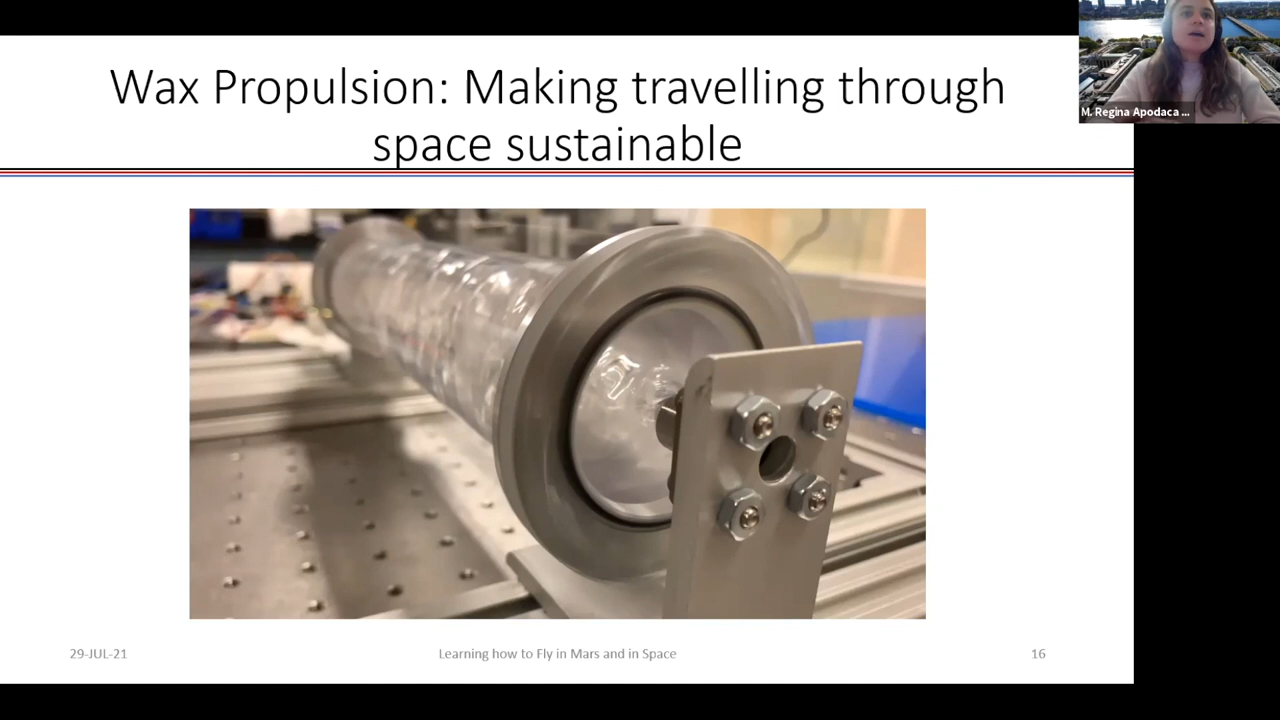 Wax Propulsion: Making travelling through
space sustainable
M. Regina Apodaca ...
29-JUL-21
Learning how to Fly in Mars and in Space
16